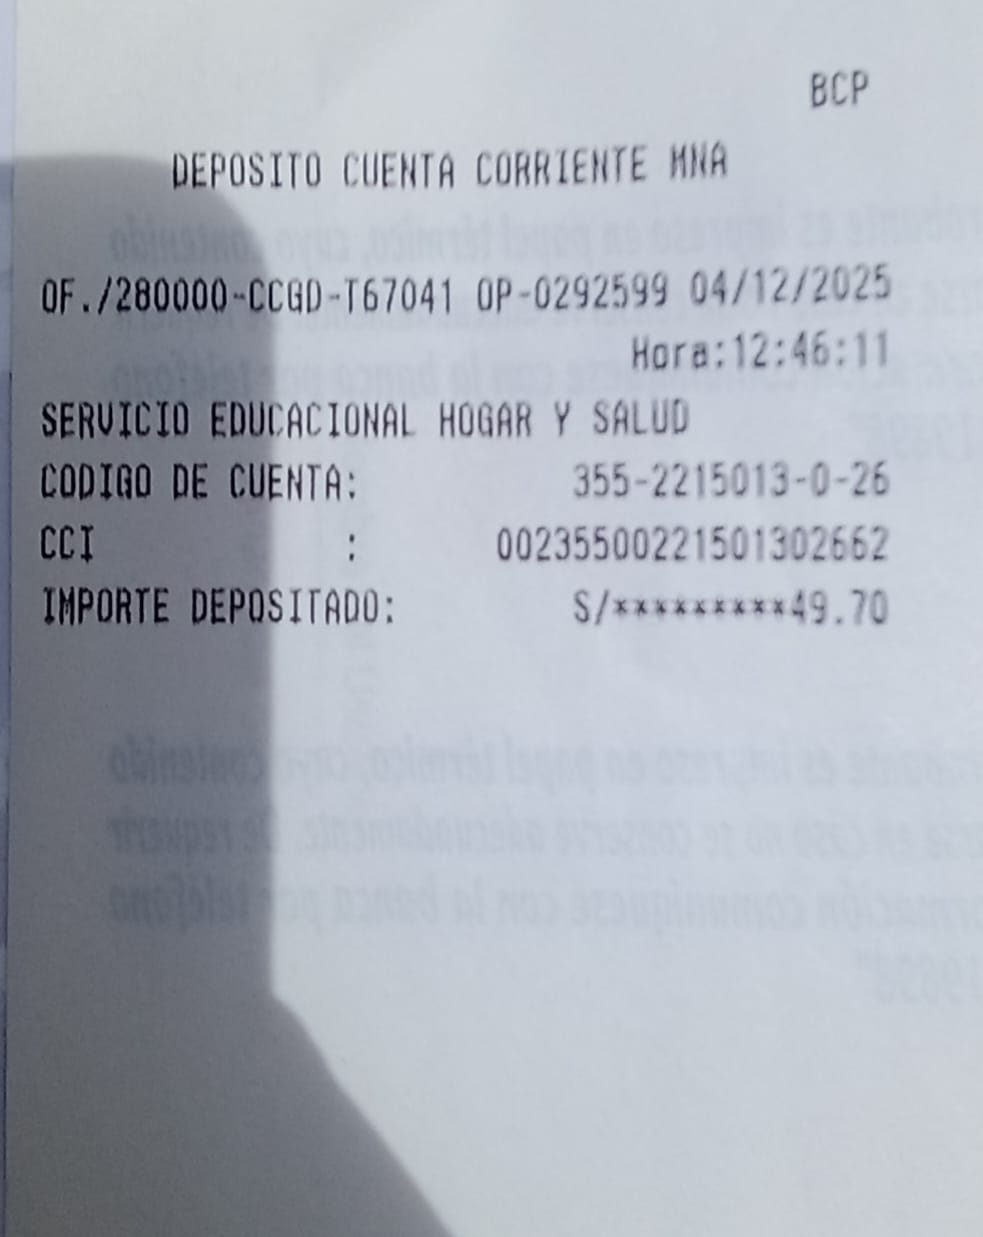 BCP
DEPOSITO CUENTA CORRIENTE MNA
OF./280000-CCGD-T67041 OP-0292599 04/12/2025
Hora:12:46:11
SERVICIO EDUCACIONAL HOGAR Y SALUD
CODIGO DE CUENTA: 355-2215013-0-26
CCI : 00235500221501302662
IMPORTE DEPOSITADO: S/*********49.70